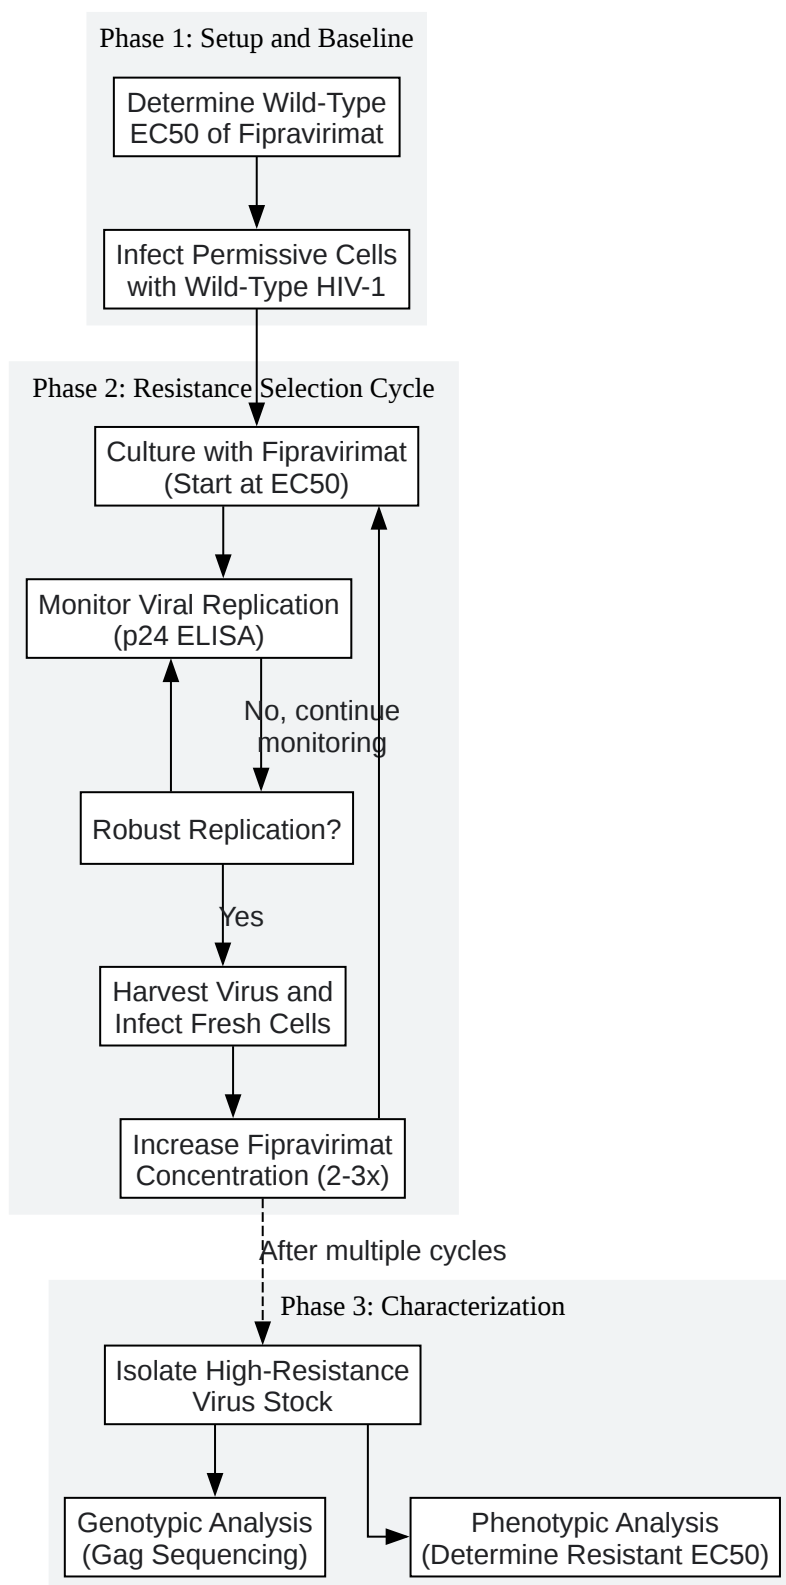 Phase 1: Setup and Baseline
Determine Wild-Type
EC50 of Fipravirimat
Infect Permissive Cells
with Wild-Type HIV-1
Phase 2: Resistance Selection Cycle
Culture with Fipravirimat
(Start at EC50)
Monitor Viral Replication
(p24 ELISA)
No, continue
monitoring
Robust Replication?
Yes
Harvest Virus and
Infect Fresh Cells
Increase Fipravirimat
Concentration (2-3x)
After multiple cycles
Phase 3: Characterization
Isolate High-Resistance
Virus Stock
Genotypic Analysis
(Gag Sequencing)
Phenotypic Analysis
(Determine Resistant EC50)